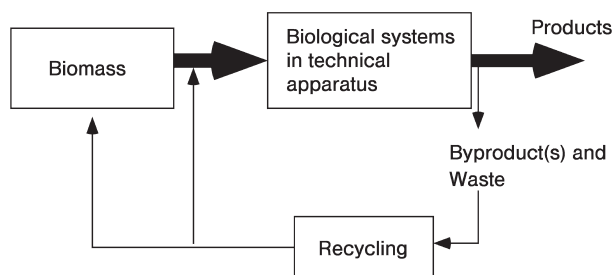 Products
Biological systems
in technical
apparatus
Biomass
Byproduct(s) and
Waste
Recycling